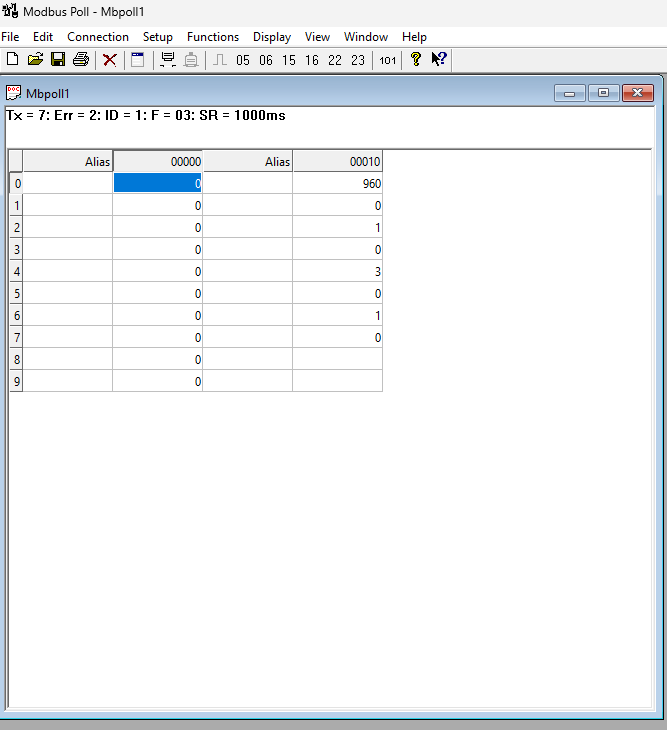 Modbus Poll - Mbpoll1
File Edit Connection Setup Functions Display View Window Help
05 06 15 16 22 23 101
Mbpoll1
Tx = 7: Err = 2: ID = 1: F = 03: SR = 1000ms
Alias 00000 Alias 00010
0 0 960
1 0 0
2 0 1
3 0 0
4 0 3
5 0 0
6 0 1
7 0 0
8 0
9 0